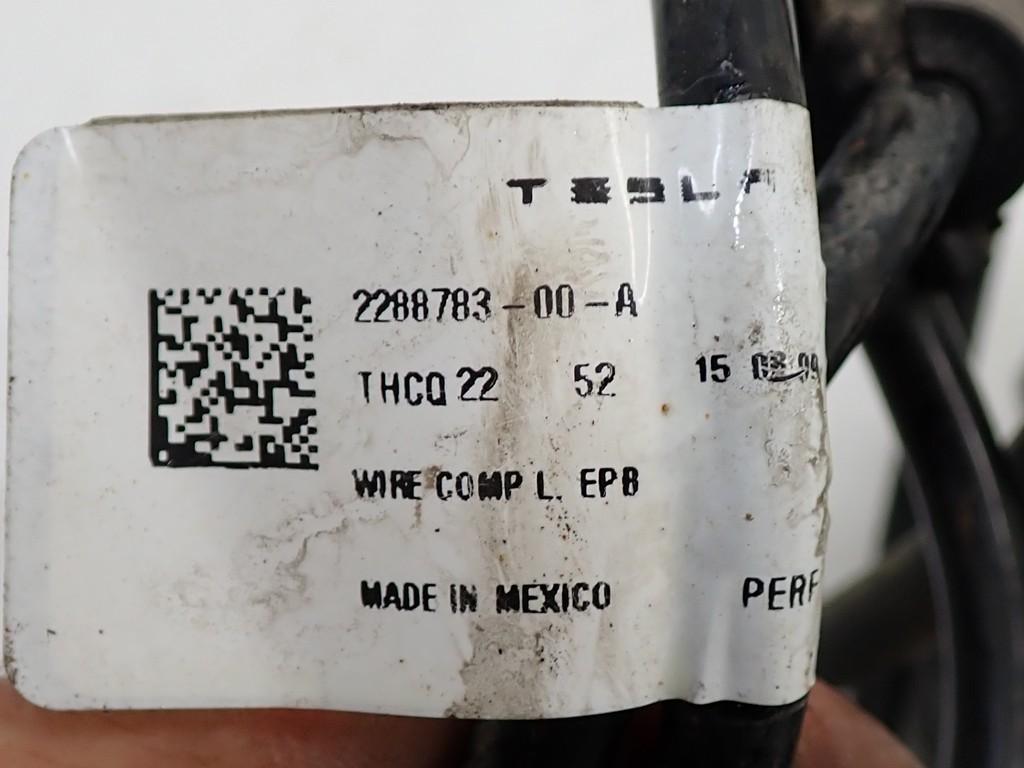 TESLA
2288783-00-A
THCQ 22 52 15
WIRE COMP L. EPB
MADE IN MEXICO PERF